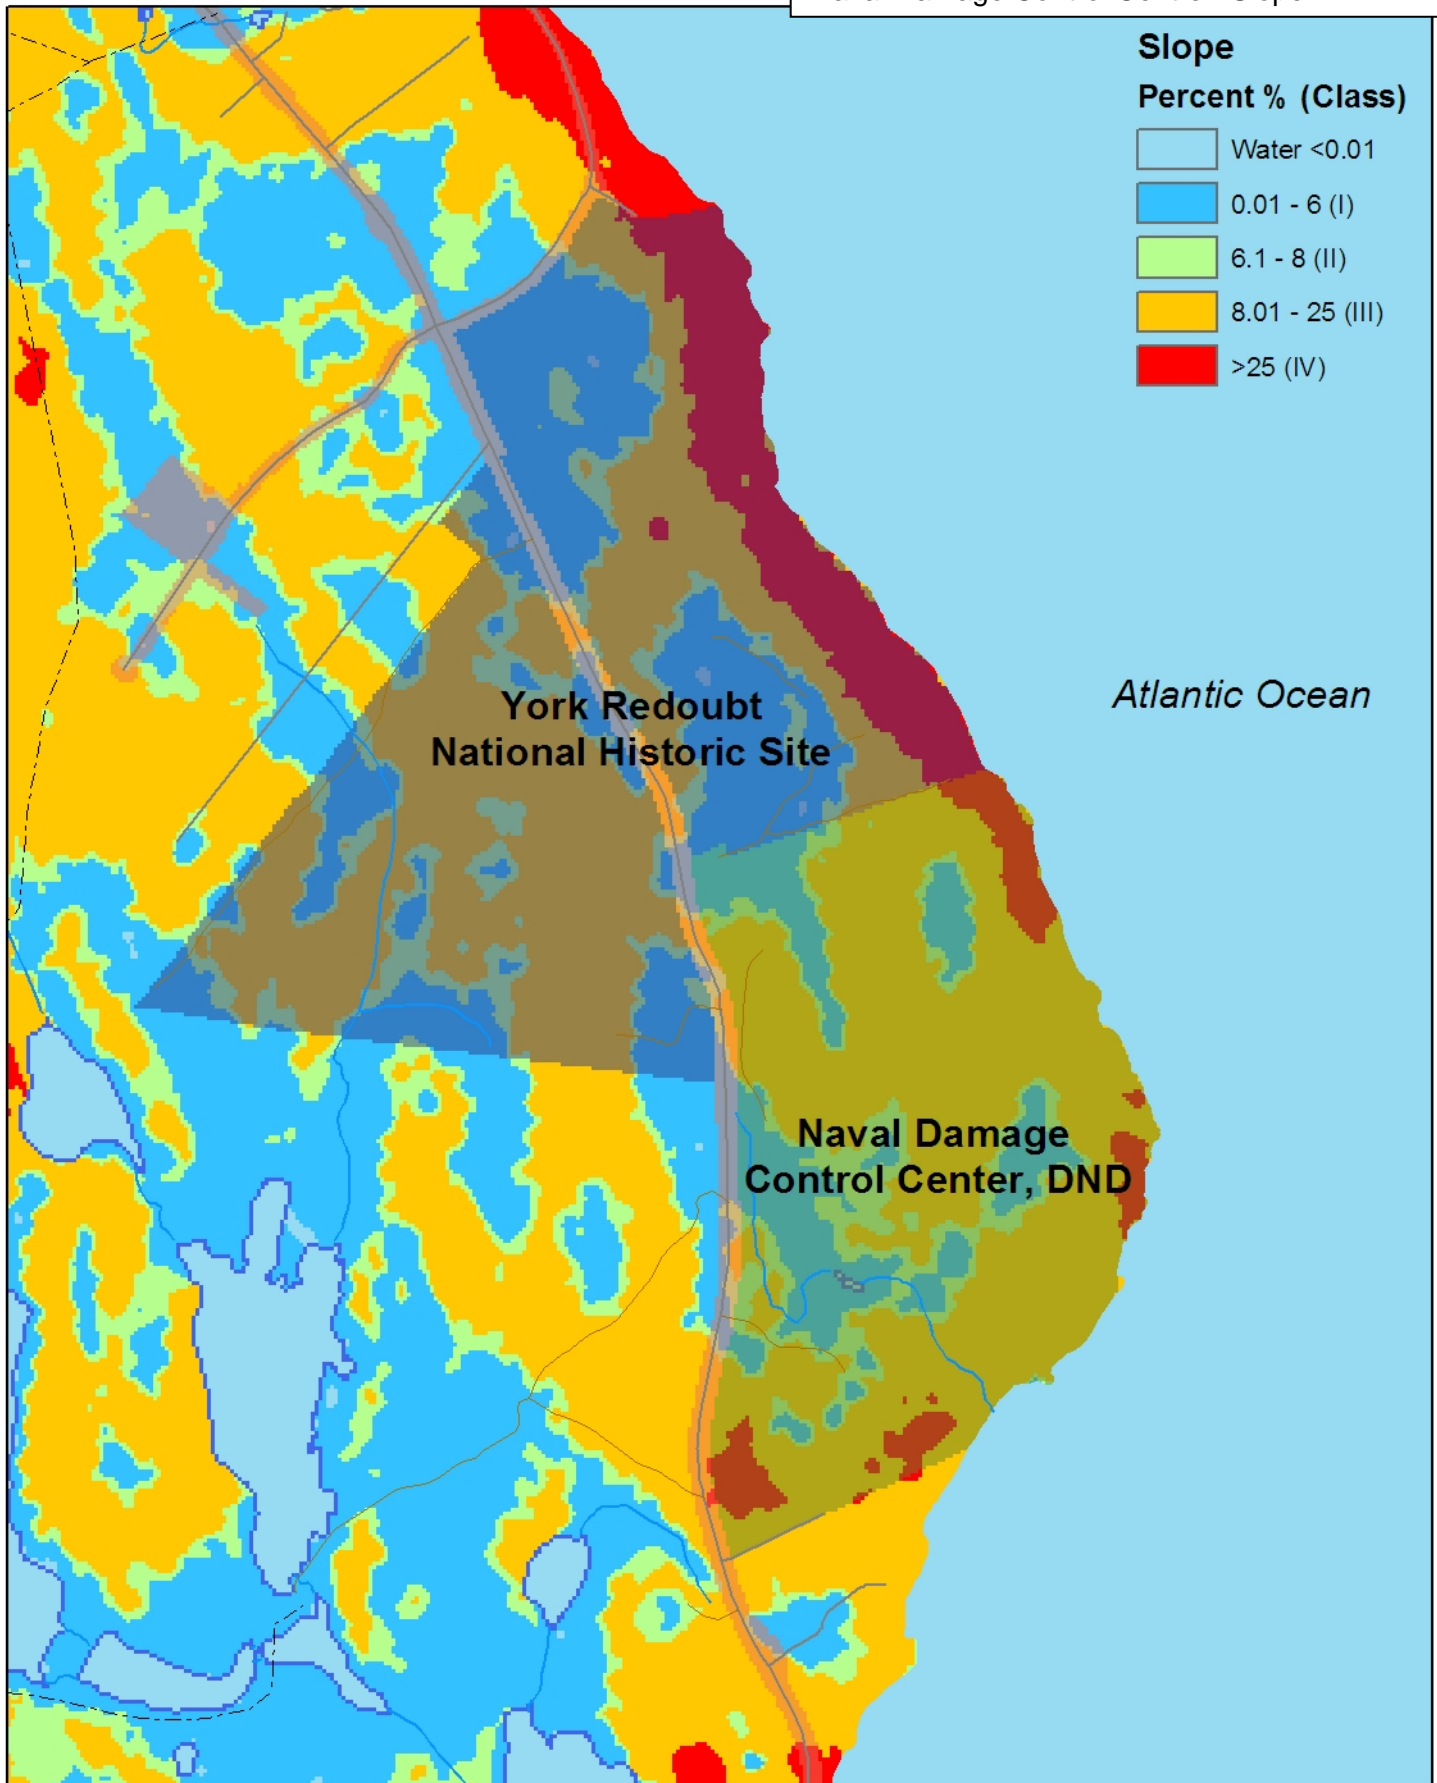 Slope
Percent % (Class)
Water <0.01
0.01 - 6 (I)
6.1 - 8 (II)
8.01 - 25 (III)
>25 (IV)
Atlantic Ocean
York Redoubt
National Historic Site
Naval Damage
Control Center, DND